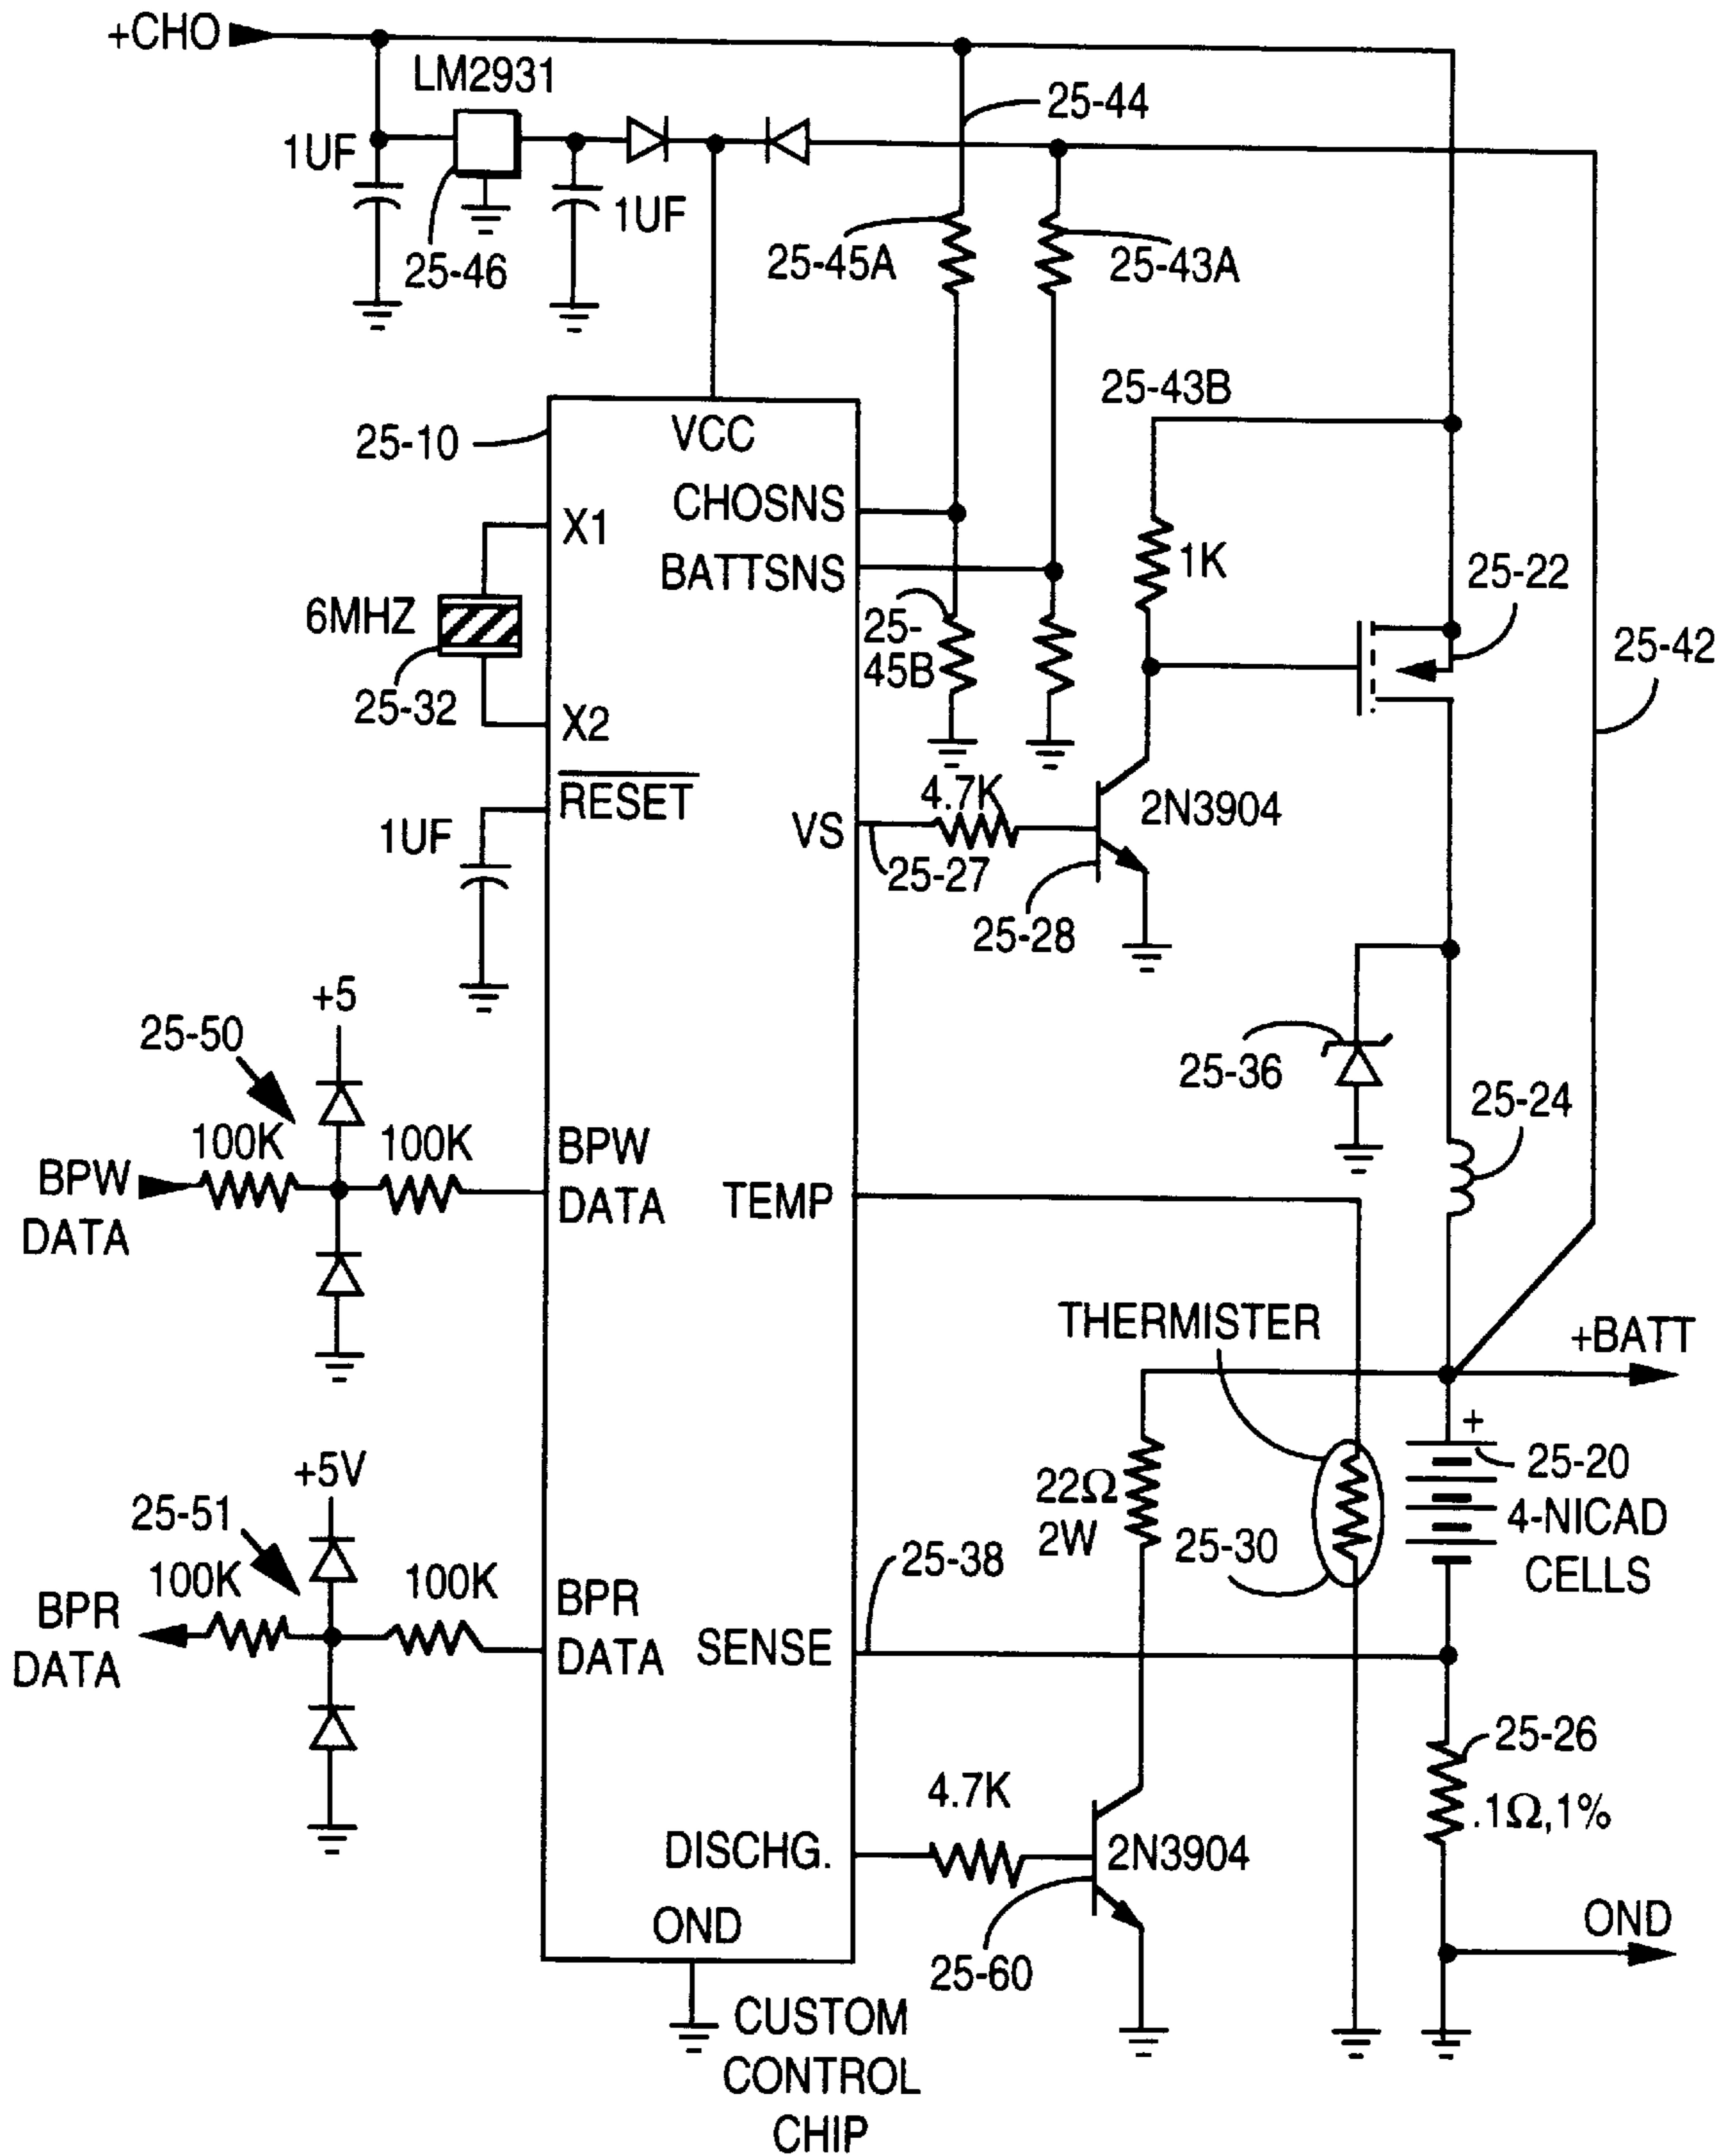 +CHO
LM2931
25-44
1UF
1UF
25-46
25-45A
25-43A
25-43B
25-10
VCC
CHOSNS
X1
BATTSNS
1K
25-22
6MHZ
25-
45B
25-42
25-32
X2
RESET
4.7K
2N3904
VS
1UF
25-27
25-28
+5
25-50
25-36
25-24
100K
100K
BPW
DATA
BPW
DATA
TEMP
THERMISTER
+BATT
+
+5V
25-20
4-NICAD
CELLS
22Ω
2W
25-30
25-51
25-38
100K
100K
BPR
DATA
BPR
DATA
SENSE
25-26
.1Ω,1%
4.7K
DISCHG.
2N3904
OND
OND
25-60
CUSTOM
CONTROL
CHIP